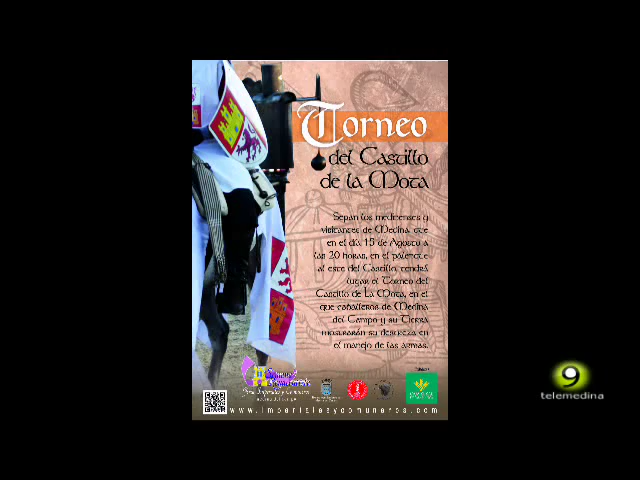 Torneo
del Castillo
de la Mota
Sepan los medinenses y
visitantes de Medina que
en el día 15 de Agosto a
las 20 horas, en el palenque
al este del Castillo, tendrá
lugar el Torneo del
Castillo de La Mota, en el
que caballeros de Medina
del Campo y su Tierra
mostrarán su destreza en
el manejo de las armas.
www.imperialesycomuneros.com
9
telemedina